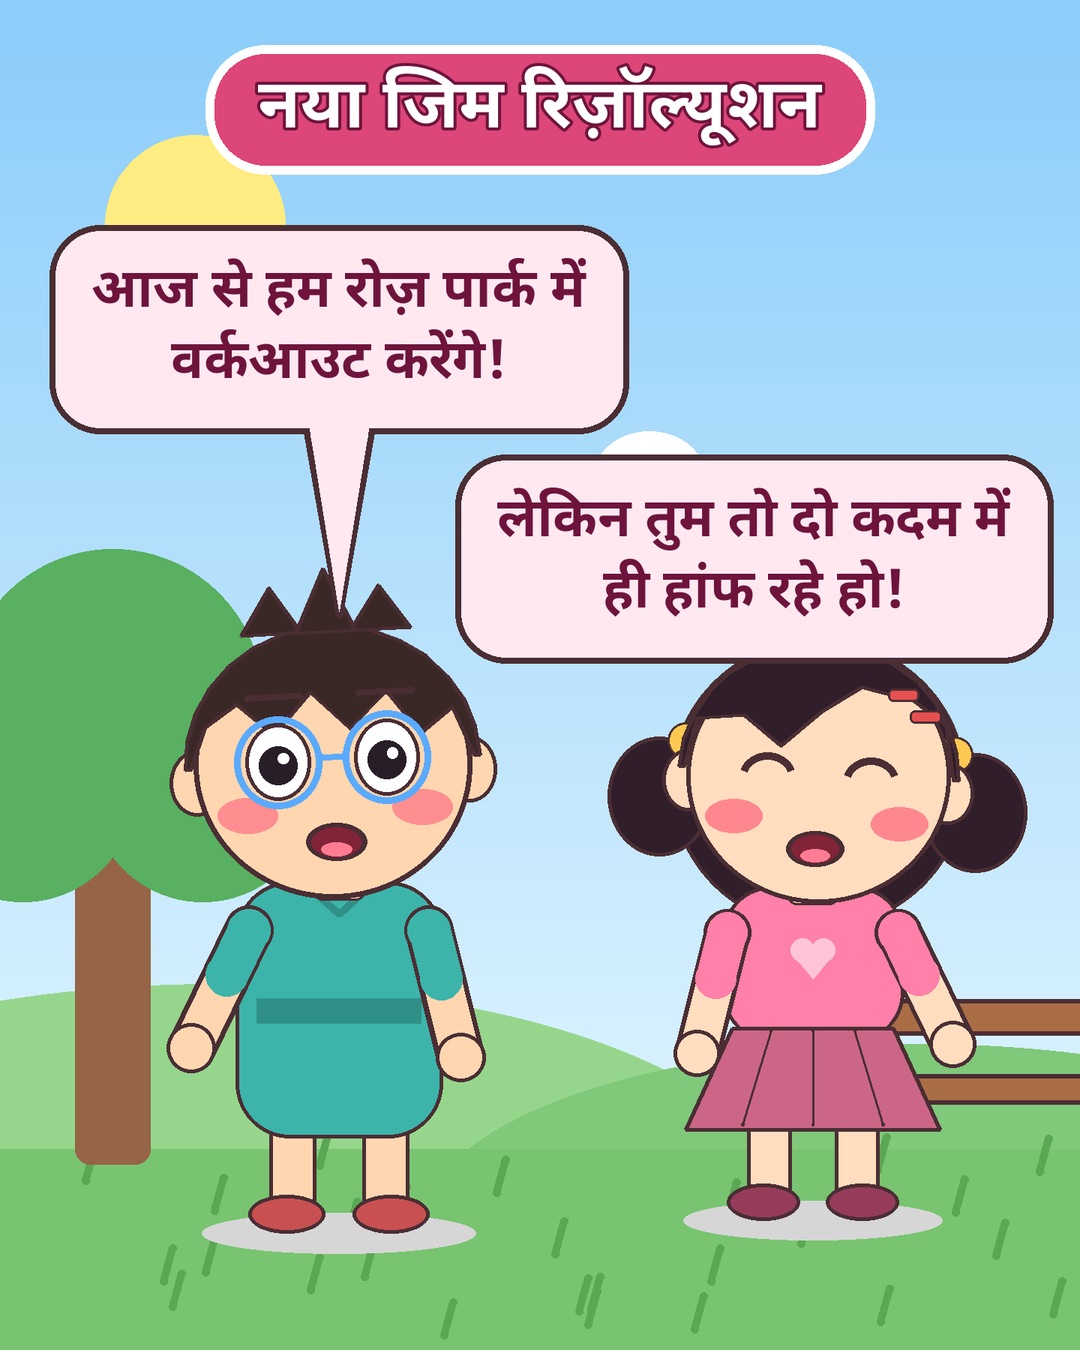 नया जिम रिज़ॉल्यूशन
आज से हम रोज़ पार्क में
वर्कआउट करेंगे!
लेकिन तुम तो दो कदम में
ही हांफ रहे हो!